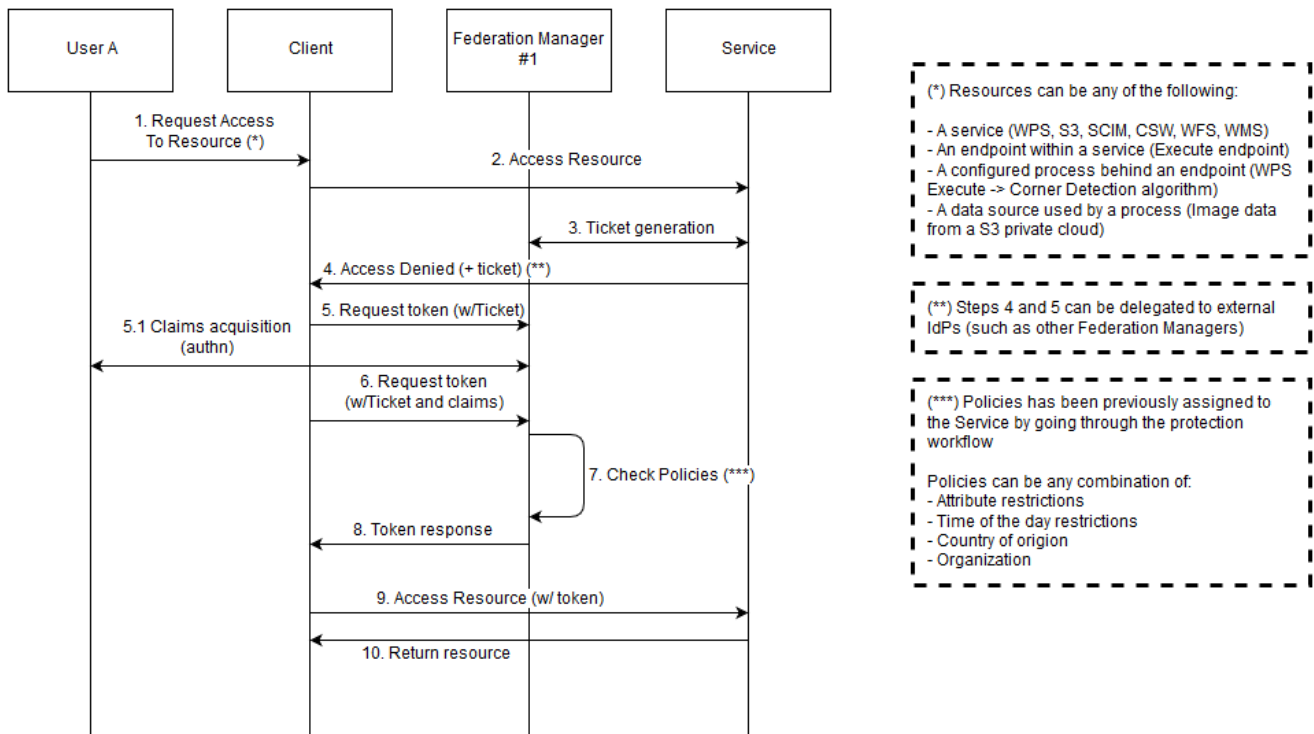 User A
Client
Federation Manager
#1
Service
1. Request Access
To Resource (*)
2. Access Resource
3. Ticket generation
4. Access Denied (+ ticket) (**)
5. Request token (w/Ticket)
5.1 Claims acquisition
(authn)
6. Request token
(w/Ticket and claims)
7. Check Policies (***)
8. Token response
9. Access Resource (w/ token)
10. Return resource
(*) Resources can be any of the following:
- A service (WPS, S3, SCIM, CSW, WFS, WMS)
- An endpoint within a service (Execute endpoint)
- A configured process behind an endpoint (WPS
Execute -> Corner Detection algorithm)
- A data source used by a process (Image data
from a S3 private cloud)
(**) Steps 4 and 5 can be delegated to external
IdPs (such as other Federation Managers)
(***) Policies has been previously assigned to
the Service by going through the protection
workflow
Policies can be any combination of:
- Attribute restrictions
- Time of the day restrictions
- Country of origion
- Organization